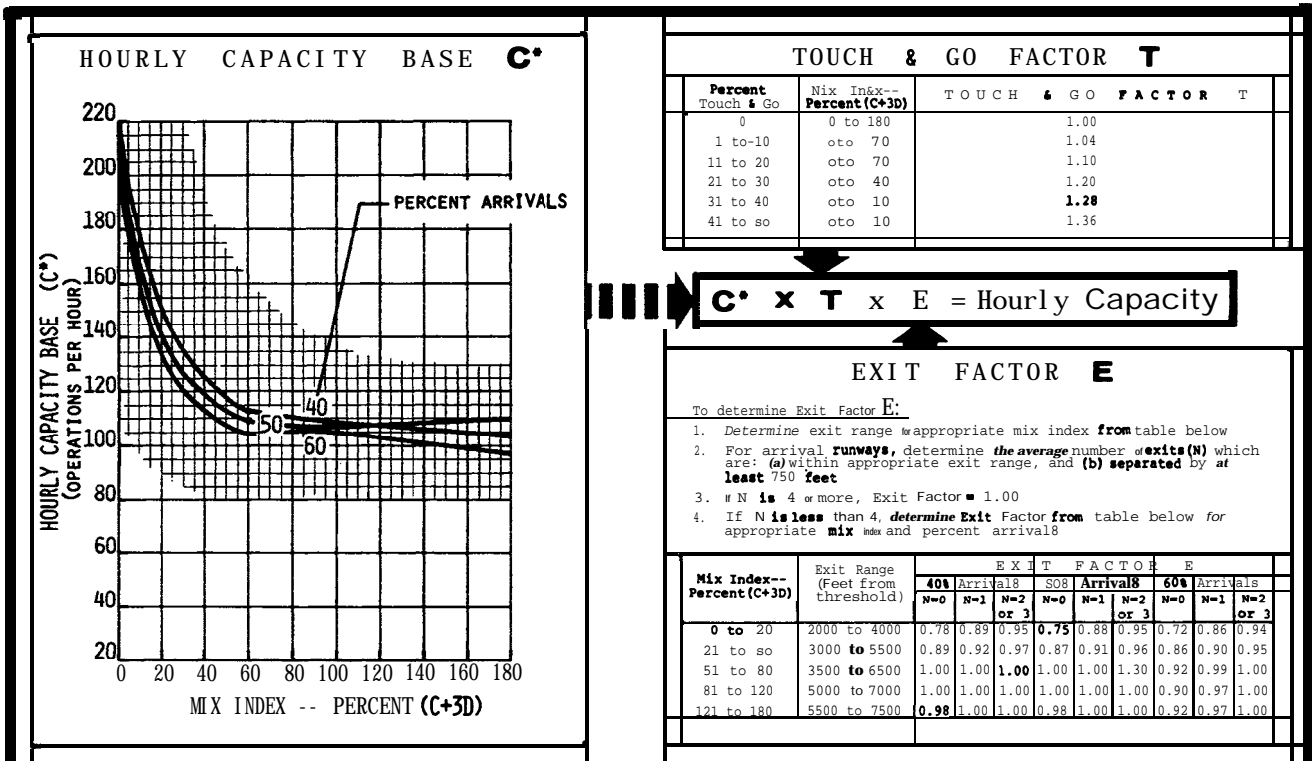 HOURLY CAPACITY BASE C*
220
200
180
160
140
120
100
80
60
40
20
HOURLY CAPACITY BASE (C*)
(OPERATIONS PER HOUR)
PERCENT ARRIVALS
40
50
60
0 20 40 60 80 100 120 140 160 180
MIX INDEX -- PERCENT (C+3D)
TOUCH & GO FACTOR T
Percent Touch & Go | Nix In&x-- Percent(C+3D) | TOUCH & GO FACTOR T
0 | 0 to 180 | 1.00
1 to-10 | oto 70 | 1.04
11 to 20 | oto 70 | 1.10
21 to 30 | oto 40 | 1.20
31 to 40 | oto 10 | 1.28
41 to so | oto 10 | 1.36
C* X T x E = Hourly Capacity
EXIT FACTOR E
To determine Exit Factor E:
1. Determine exit range for appropriate mix index from table below
2. For arrival runways, determine the average number of exits (N) which
are: (a) within appropriate exit range, and (b) separated by at
least 750 feet
3. If N is 4 or more, Exit Factor = 1.00
4. If N is less than 4, determine Exit Factor from table below for
appropriate mix index and percent arrival8
Mix Index-- Percent(C+3D) | Exit Range (Feet from threshold) | EXIT FACTOR E
40% Arrival8 | SO8 Arrival8 | 60% Arrivals
N=0 | N=1 | N=2 or 3 | N=0 | N=1 | N=2 or 3 | N=0 | N=1 | N=2 or 3
0 to 20 | 2000 to 4000 | 0.78 | 0.89 | 0.95 | 0.75 | 0.88 | 0.95 | 0.72 | 0.86 | 0.94
21 to so | 3000 to 5500 | 0.89 | 0.92 | 0.97 | 0.87 | 0.91 | 0.96 | 0.86 | 0.90 | 0.95
51 to 80 | 3500 to 6500 | 1.00 | 1.00 | 1.00 | 1.00 | 1.00 | 1.30 | 0.92 | 0.99 | 1.00
81 to 120 | 5000 to 7000 | 1.00 | 1.00 | 1.00 | 1.00 | 1.00 | 1.00 | 0.90 | 0.97 | 1.00
121 to 180 | 5500 to 7500 | 0.98 | 1.00 | 1.00 | 0.98 | 1.00 | 1.00 | 0.92 | 0.97 | 1.00